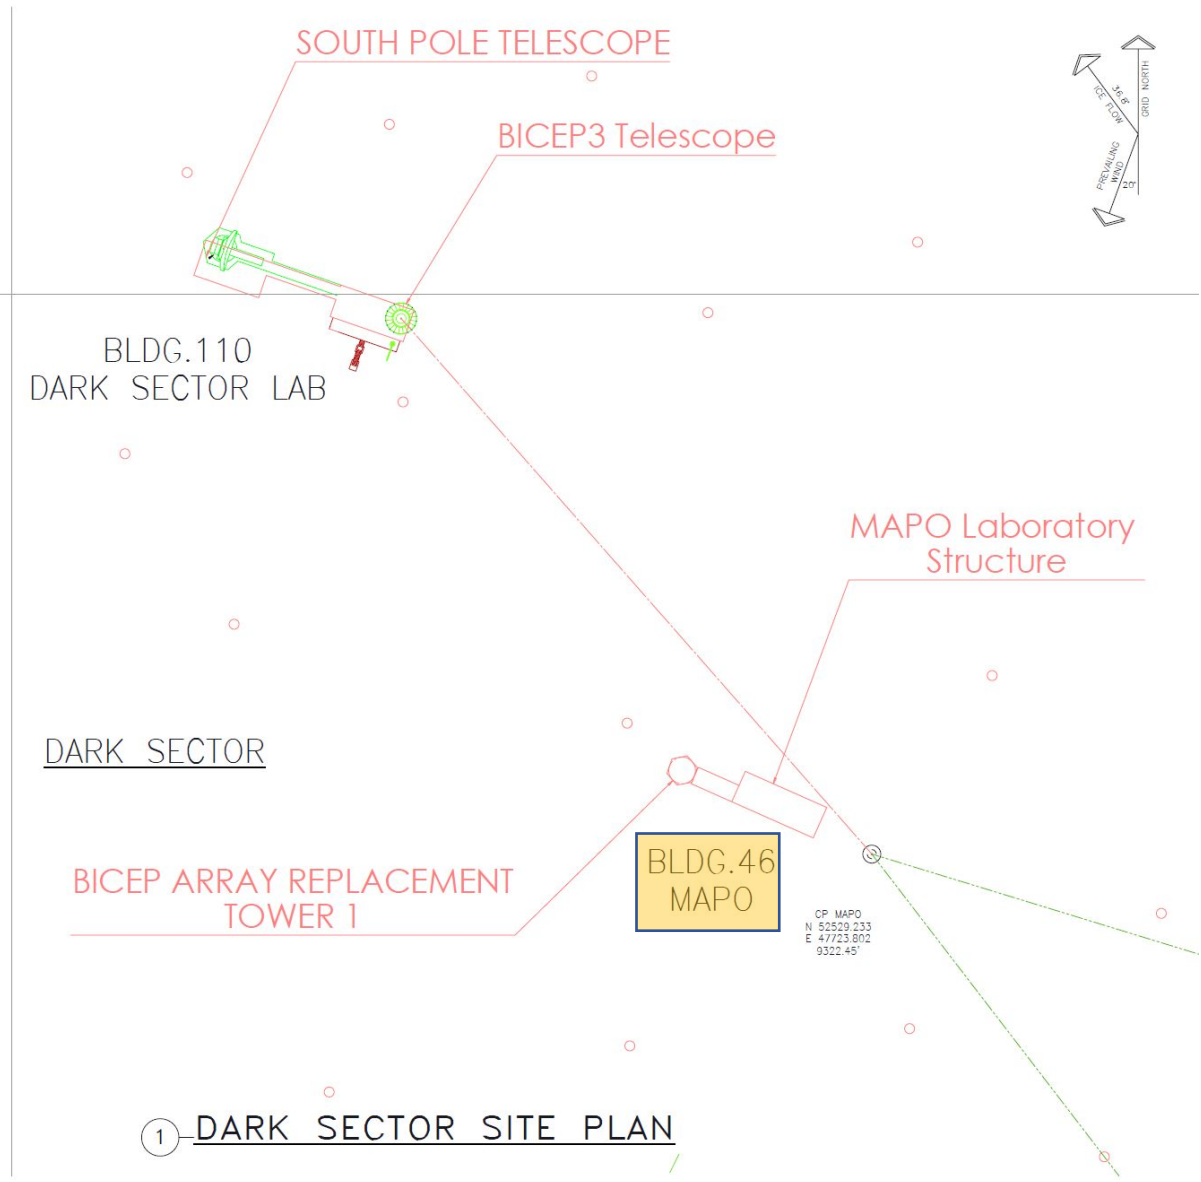 SOUTH POLE TELESCOPE
BICEP3 Telescope
GRID NORTH
36.8°
ICE FLOW
PREVAILING
WIND
20°
BLDG.110
DARK SECTOR LAB
MAPO Laboratory
Structure
DARK SECTOR
BICEP ARRAY REPLACEMENT
TOWER 1
BLDG.46
MAPO
CP MAPO
N 52529.233
E 47723.802
9322.45'
1 DARK SECTOR SITE PLAN